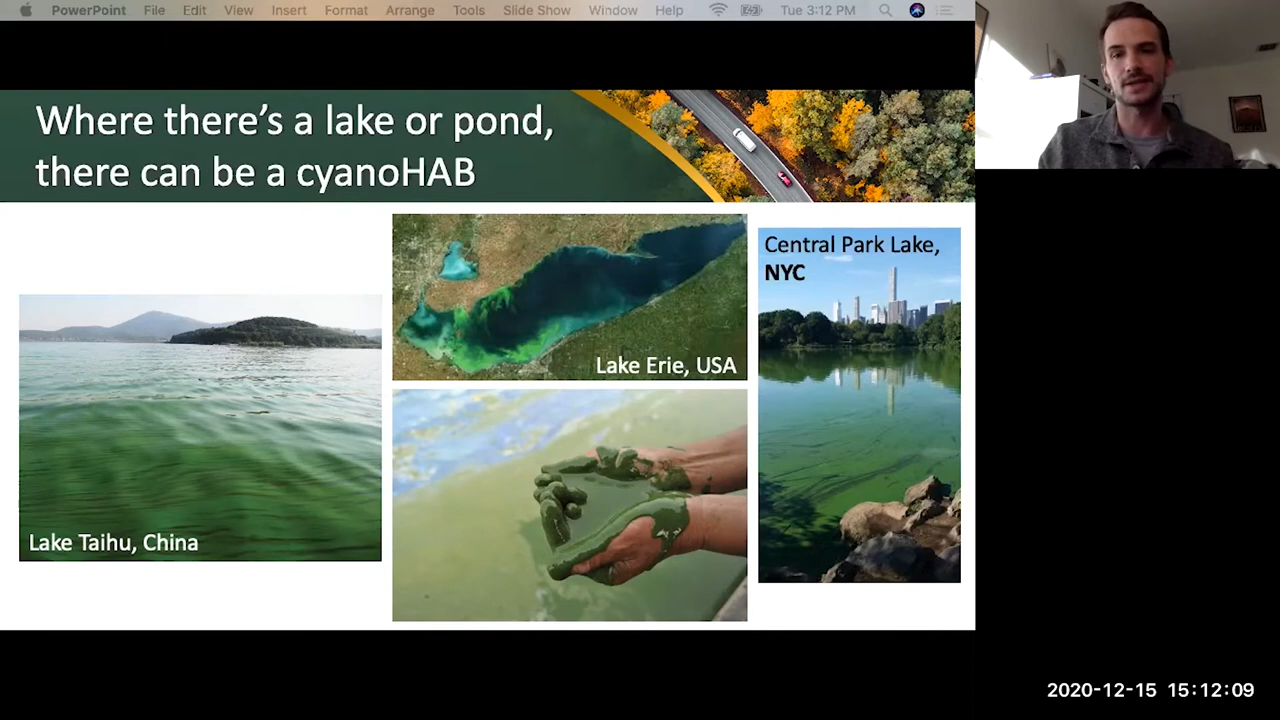 PowerPoint File Edit View Insert Format Arrange Tools Slide Show Window Help Tue 3:12 PM
Where there's a lake or pond,
there can be a cyanoHAB
Lake Taihu, China
Lake Erie, USA
Central Park Lake,
NYC
2020-12-15 15:12:09